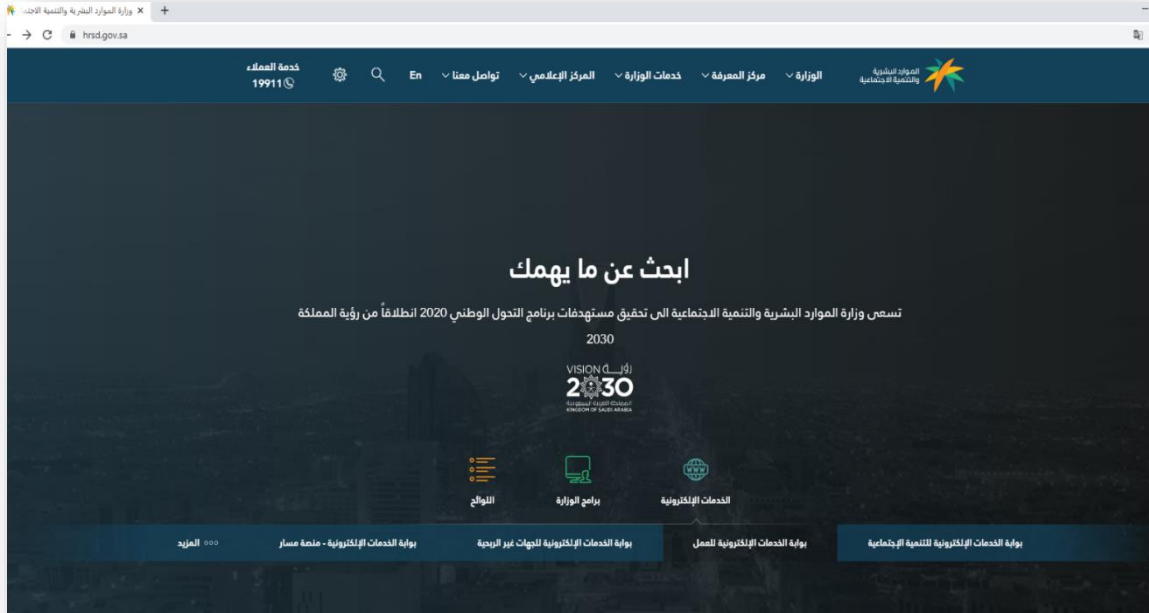 وزارة الموارد البشرية والتنمية الاجتم
hrsd.gov.sa
الموارد البشرية
والتنمية الاجتماعية
الوزارة
مركز المعرفة
خدمات الوزارة
المركز الإعلامي
تواصل معنا
En
خدمة العملاء
19911
ابحث عن ما يهمك
تسعى وزارة الموارد البشرية والتنمية الاجتماعية الى تحقيق مستهدفات برنامج التحول الوطني 2020 انطلاقاً من رؤية المملكة
2030
VISION رؤيــة
2030
المملكة العربية السعودية
KINGDOM OF SAUDI ARABIA
الخدمات الإلكترونية
برامج الوزارة
اللوائح
بوابة الخدمات الإلكترونية للتنمية الإجتماعية
بوابة الخدمات الإلكترونية للعمل
بوابة الخدمات الإلكترونية للجهات غير الربحية
بوابة الخدمات الإلكترونية - منصة مسار
المزيد